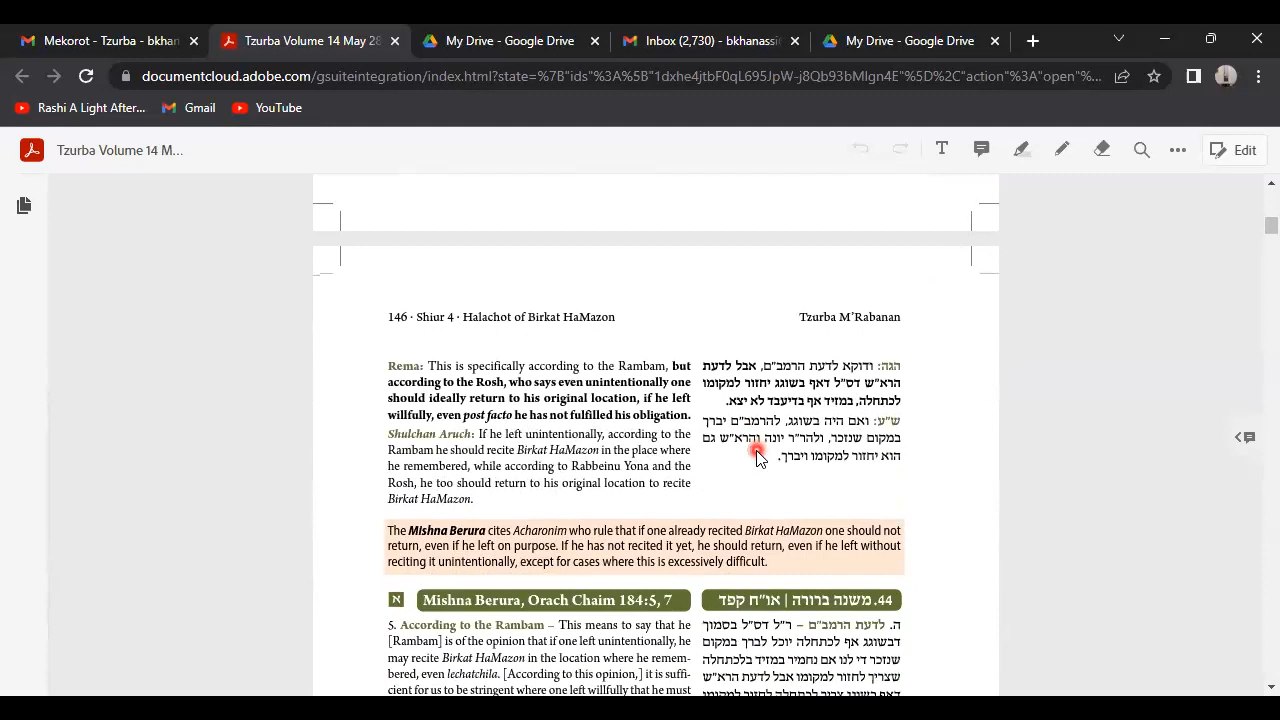 Mekorot - Tzurba - bkhan
Tzurba Volume 14 May 28
My Drive - Google Drive
Inbox (2,730) - bkhanassi
My Drive - Google Drive
documentcloud.adobe.com/gsuiteintegration/index.html?state=%7B"ids"%3A%5B"1dxhe4jtbF0qL695JpW-j8Qb93bMlgn4E"%5D%2C"action"%3A"open"%...
Rashi A Light After...
Gmail
YouTube
Tzurba Volume 14 M...
Edit
146 · Shiur 4 · Halachot of Birkat HaMazon
Tzurba M'Rabanan
Rema: This is specifically according to the Rambam, but
according to the Rosh, who says even unintentionally one
should ideally return to his original location, if he left
willfully, even post facto he has not fulfilled his obligation.
Shulchan Aruch: If he left unintentionally, according to the
Rambam he should recite Birkat HaMazon in the place where
he remembered, while according to Rabbeinu Yona and the
Rosh, he too should return to his original location to recite
Birkat HaMazon.
הגה: ודוקא לדעת הרמב"ם, אבל לדעת
הרא"ש דס"ל דאף בשוגג יחזור למקומו
לכתחלה, במזיד אף בדיעבד לא יצא.
ש"ע: ואם היה בשוגג, להרמב"ם יברך
במקום שנזכר, ולהר"ר יונה והרא"ש גם
הוא יחזור למקומו ויברך.
The Mishna Berura cites Acharonim who rule that if one already recited Birkat HaMazon one should not
return, even if he left on purpose. If he has not recited it yet, he should return, even if he left without
reciting it unintentionally, except for cases where this is excessively difficult.
א
Mishna Berura, Orach Chaim 184:5, 7
44. משנה ברורה | או"ח קפד
5. According to the Rambam – This means to say that he
[Rambam] is of the opinion that if one left unintentionally, he
may recite Birkat HaMazon in the location where he remem-
bered, even lechatchila. [According to this opinion,] it is suffi-
cient for us to be stringent where one left willfully that he must
ה. לדעת הרמב"ם – ר"ל דס"ל בסמוך
דבשוגג אף לכתחלה יוכל לברך במקום
שנזכר די לנו אם נחמיר במזיד בלכתחלה
שצריך לחזור למקומו אבל לדעת הרא"ש
דאף בשוגג צריך לכתחלה לחזור למקומו